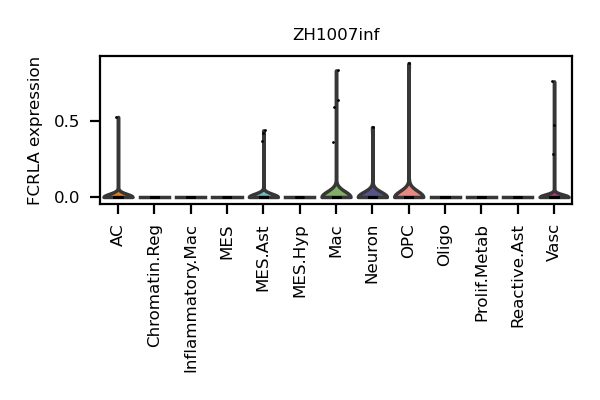 ZH1007inf
FCRLA expression
0.5
0.0
AC
Chromatin.Reg
Inflammatory.Mac
MES
MES.Ast
MES.Hyp
Mac
Neuron
OPC
Oligo
Prolif.Metab
Reactive.Ast
Vasc